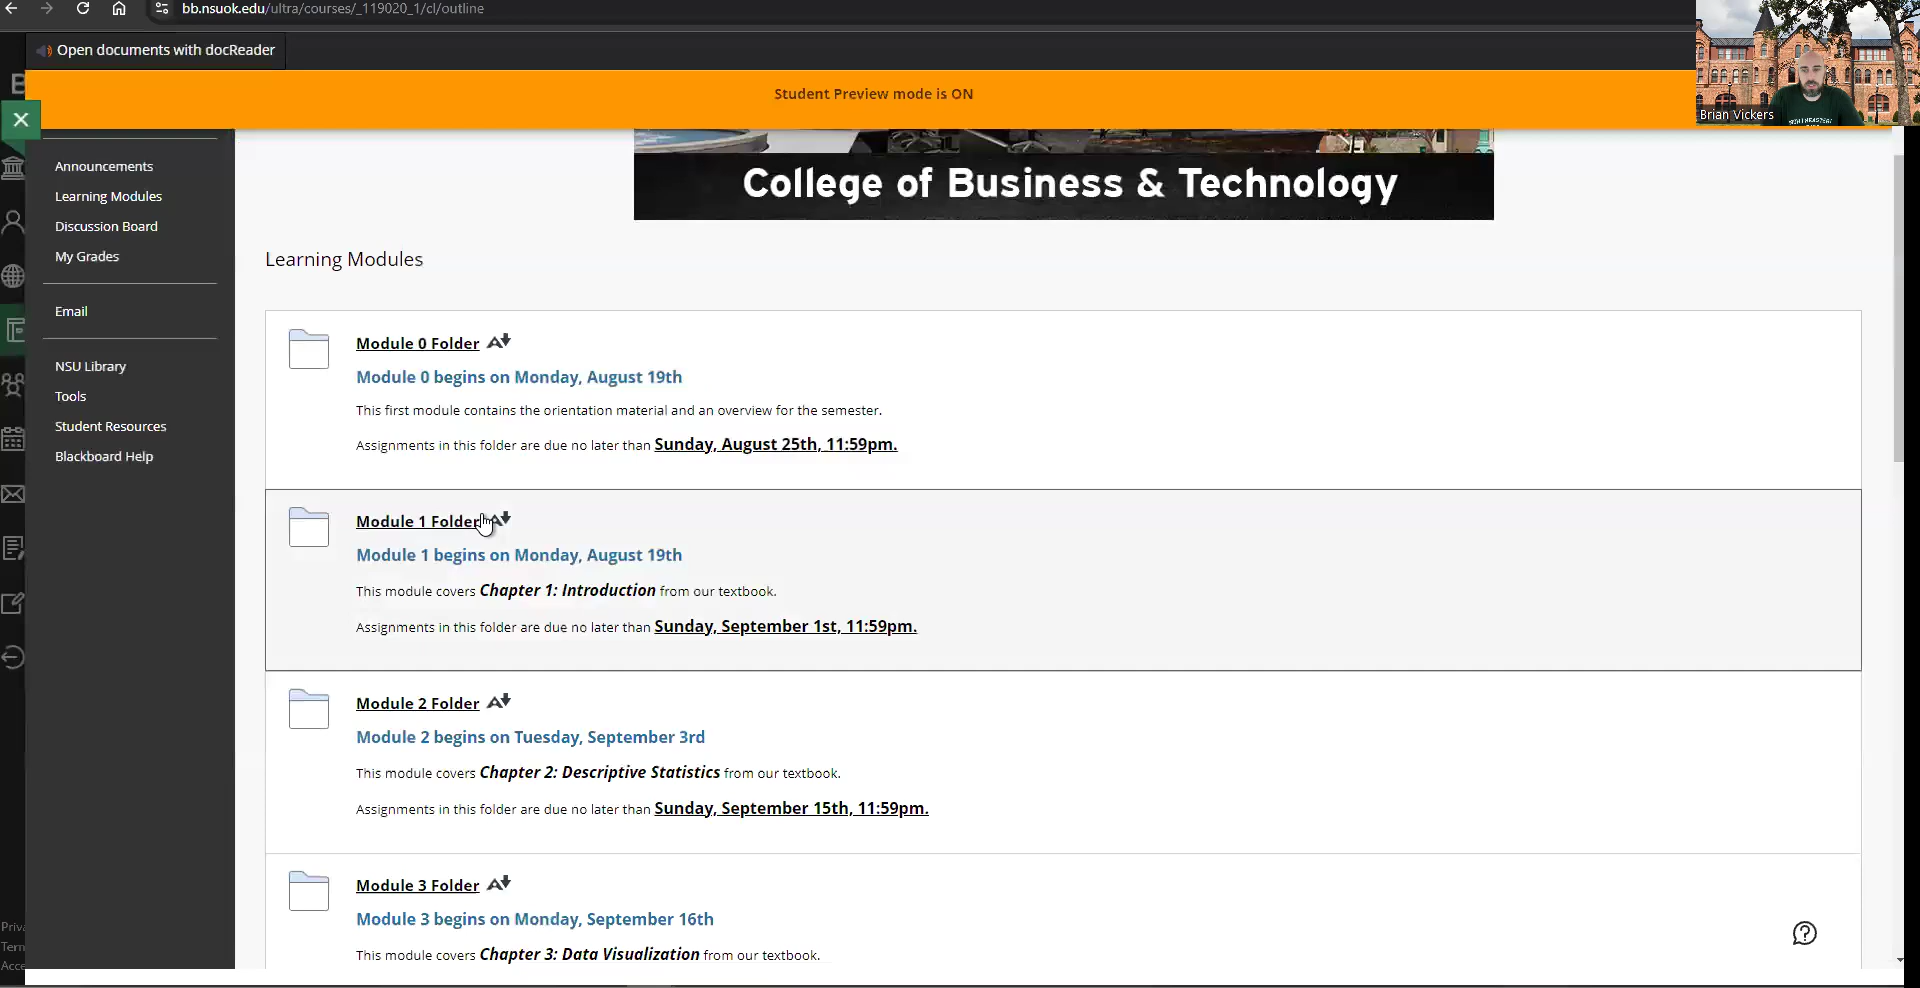 bb.nsuok.edu/ultra/courses/_119020_1/cl/outline
Open documents with docReader
Student Preview mode is ON
Brian Vickers
Announcements
Learning Modules
Discussion Board
My Grades
Email
NSU Library
Tools
Student Resources
Blackboard Help
College of Business & Technology
Learning Modules
Module 0 Folder
Module 0 begins on Monday, August 19th
This first module contains the orientation material and an overview for the semester.
Assignments in this folder are due no later than Sunday, August 25th, 11:59pm.
Module 1 Folder
Module 1 begins on Monday, August 19th
This module covers Chapter 1: Introduction from our textbook.
Assignments in this folder are due no later than Sunday, September 1st, 11:59pm.
Module 2 Folder
Module 2 begins on Tuesday, September 3rd
This module covers Chapter 2: Descriptive Statistics from our textbook.
Assignments in this folder are due no later than Sunday, September 15th, 11:59pm.
Module 3 Folder
Module 3 begins on Monday, September 16th
This module covers Chapter 3: Data Visualization from our textbook.
Priva
Term
Acce